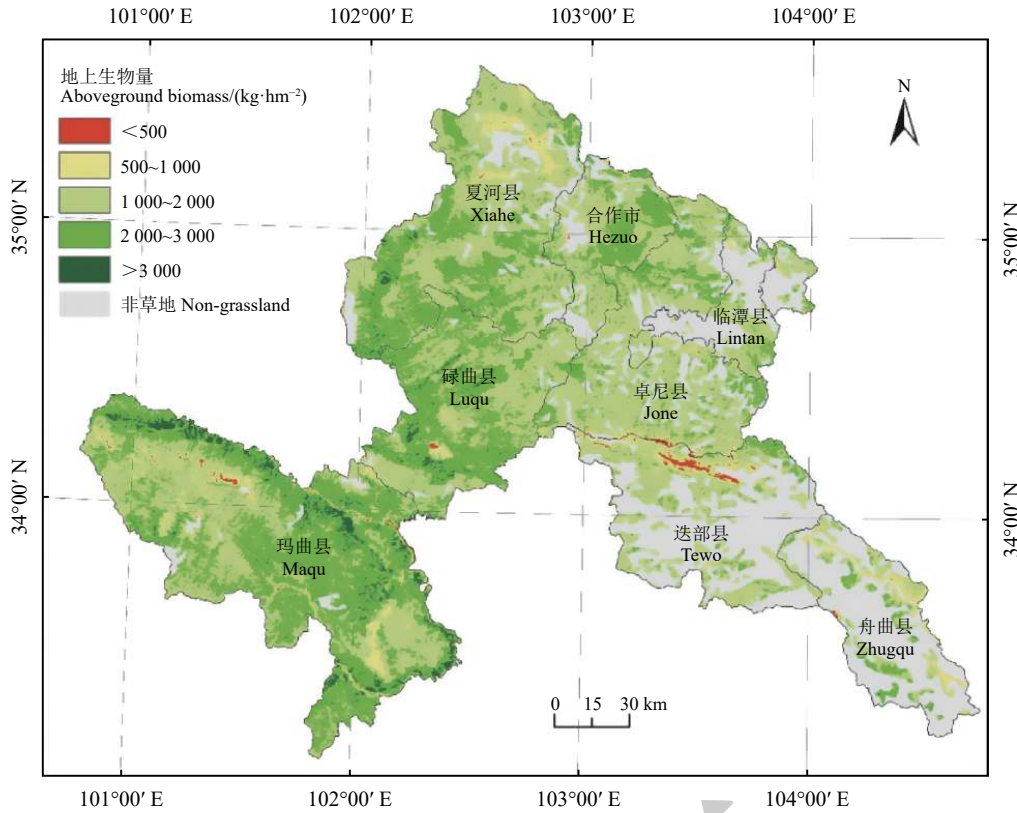 101°00′ E 102°00′ E 103°00′ E 104°00′ E
地上生物量
Aboveground biomass/(kg·hm⁻²)
<500
500~1 000
1 000~2 000
2 000~3 000
>3 000
非草地 Non-grassland
N
35°00′ N
35°00′ N
34°00′ N
34°00′ N
夏河县
Xiahe
合作市
Hezuo
临潭县
Lintan
碌曲县
Luqu
卓尼县
Jone
玛曲县
Maqu
迭部县
Tewo
舟曲县
Zhugqu
0 15 30 km
101°00′ E 102°00′ E 103°00′ E 104°00′ E